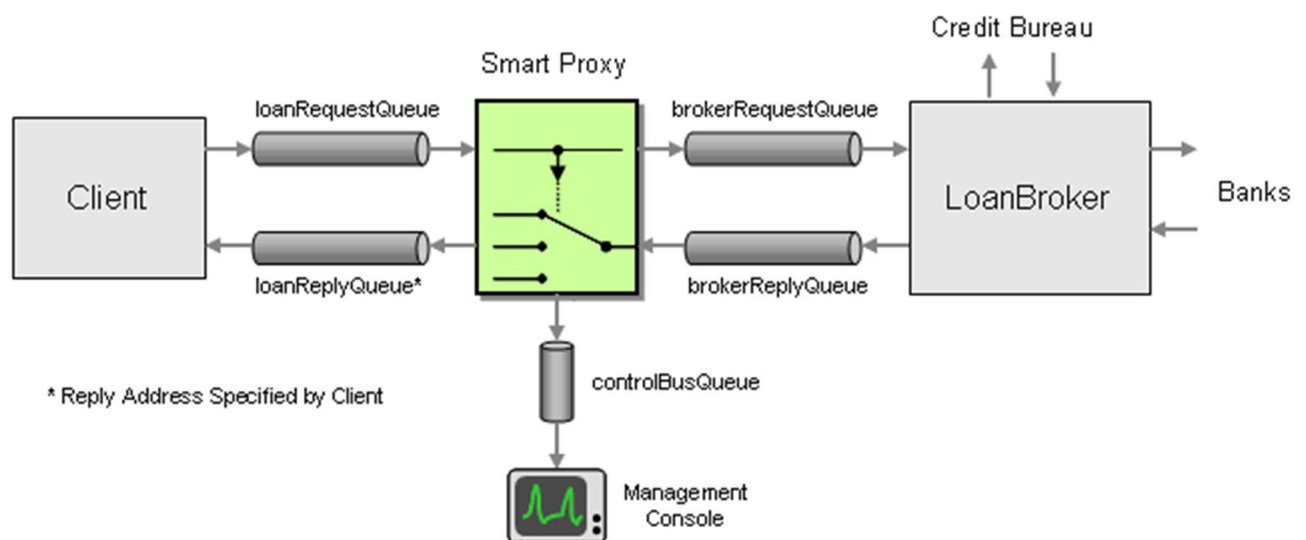 Credit Bureau
Smart Proxy
loanRequestQueue
brokerRequestQueue
Client
LoanBroker
Banks
loanReplyQueue*
brokerReplyQueue
controlBusQueue
* Reply Address Specified by Client
Management
Console